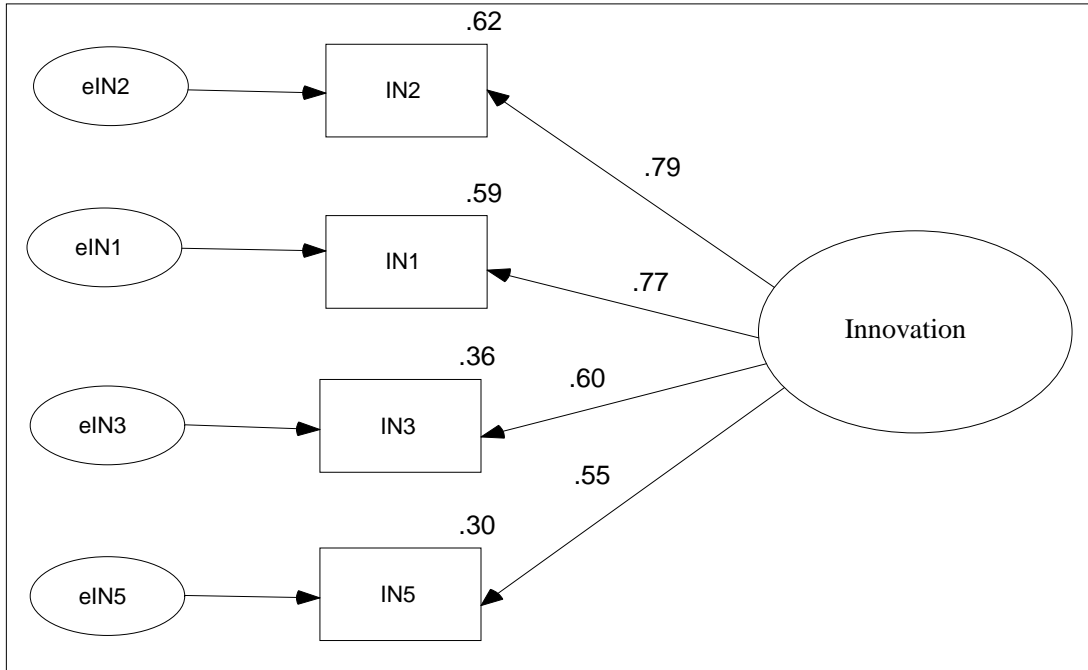 .62
eIN2
IN2
.79
.59
eIN1
IN1
.77
Innovation
.36
eIN3
IN3
.60
.55
.30
eIN5
IN5